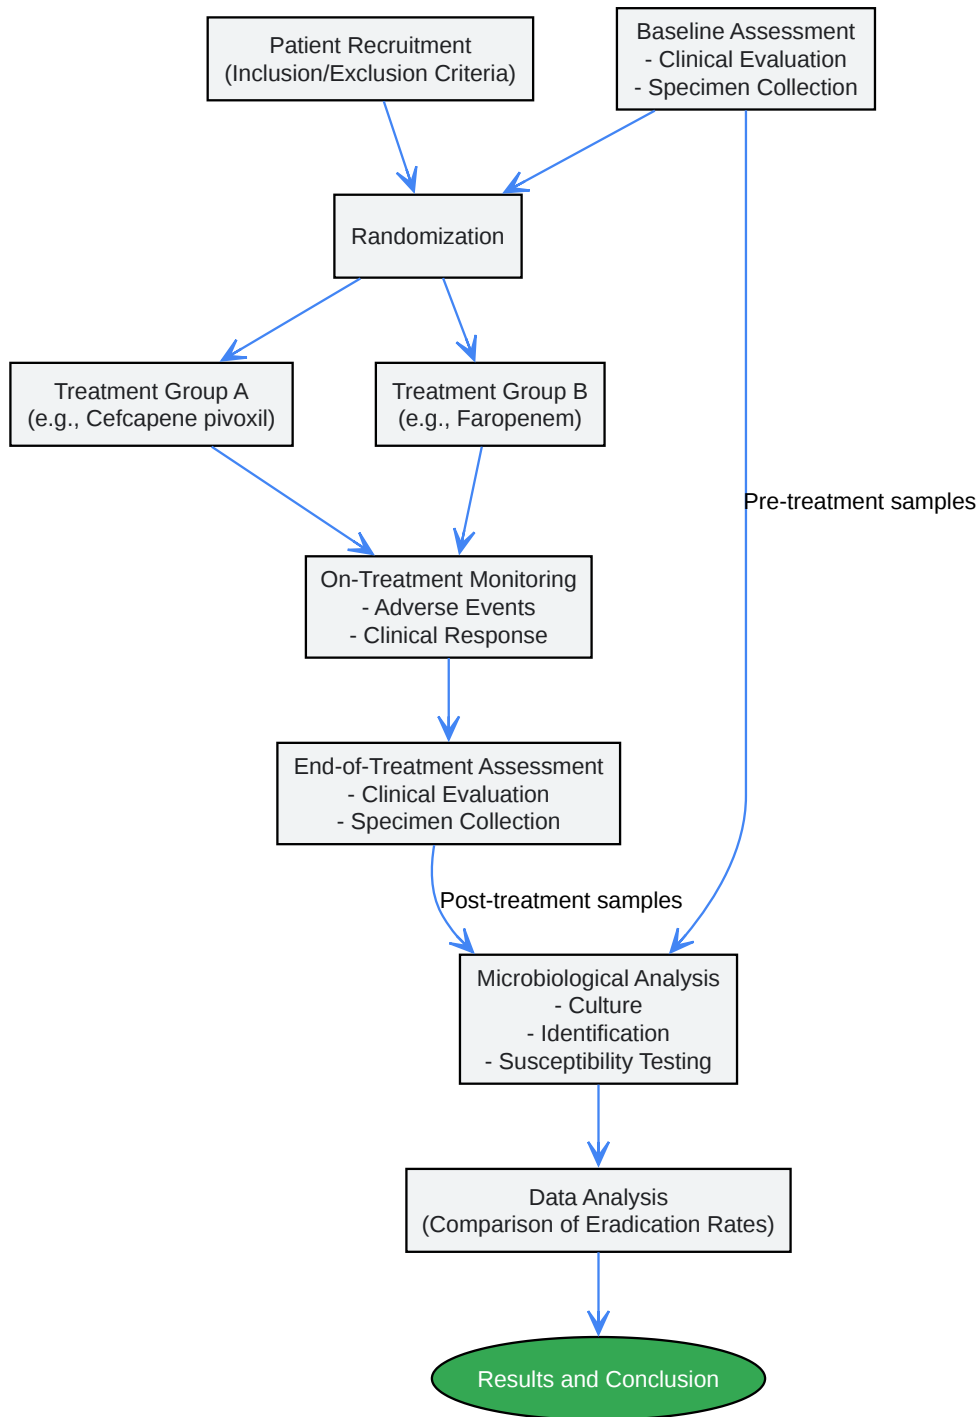 Patient Recruitment
(Inclusion/Exclusion Criteria)
Baseline Assessment
- Clinical Evaluation
- Specimen Collection
Randomization
Treatment Group A
(e.g., Cefcapene pivoxil)
Treatment Group B
(e.g., Faropenem)
Pre-treatment samples
On-Treatment Monitoring
- Adverse Events
- Clinical Response
End-of-Treatment Assessment
- Clinical Evaluation
- Specimen Collection
Post-treatment samples
Microbiological Analysis
- Culture
- Identification
- Susceptibility Testing
Data Analysis
(Comparison of Eradication Rates)
Results and Conclusion